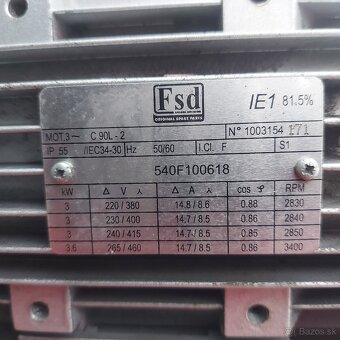 Fsd
ORIGINAL SPARE PARTS
IE1 81.5%
MOT.3~ C 90L - 2 N° 1003154 171
IP 55 /IEC34-30 Hz 50/60 I.Cl. F S1
540F100618
kW Δ V ⅄ Δ A ⅄ cos φ RPM
3 220/380 14.8/8.6 0.88 2830
3 230/400 14.7/8.5 0.86 2840
3 240/415 14.7/8.5 0.85 2850
3.6 265/460 14.7/8.5 0.86 3400
© Bazos.sk